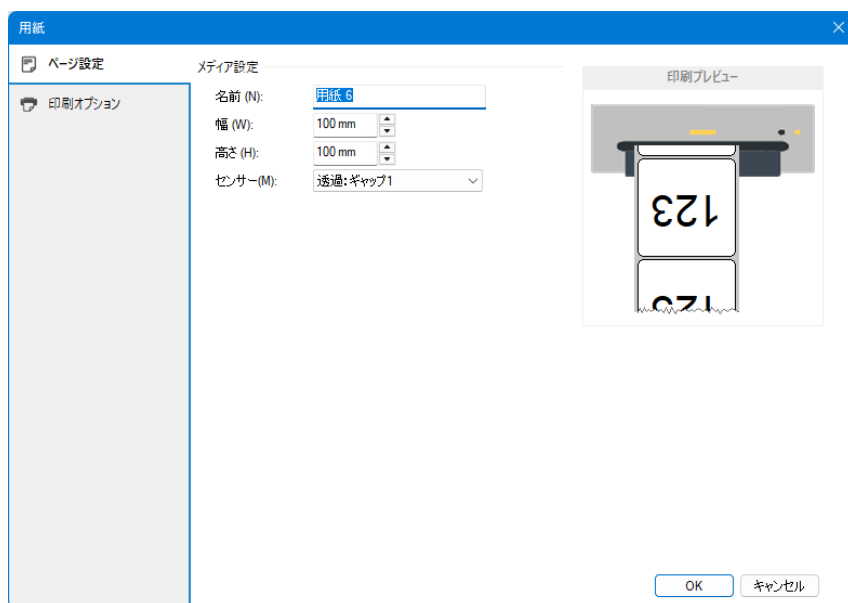 用紙
ページ設定
印刷オプション
メディア設定
名前 (N):
用紙 6
幅 (W):
100 mm
高さ (H):
100 mm
センサー(M):
透過:ギャップ1
印刷プレビュー
123
123
OK
キャンセル